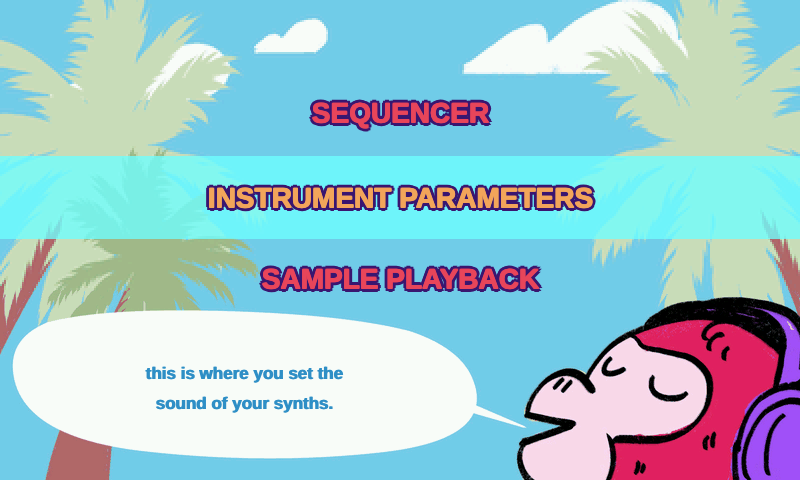 SEQUENCER
INSTRUMENT PARAMETERS
SAMPLE PLAYBACK
this is where you set the
sound of your synths.